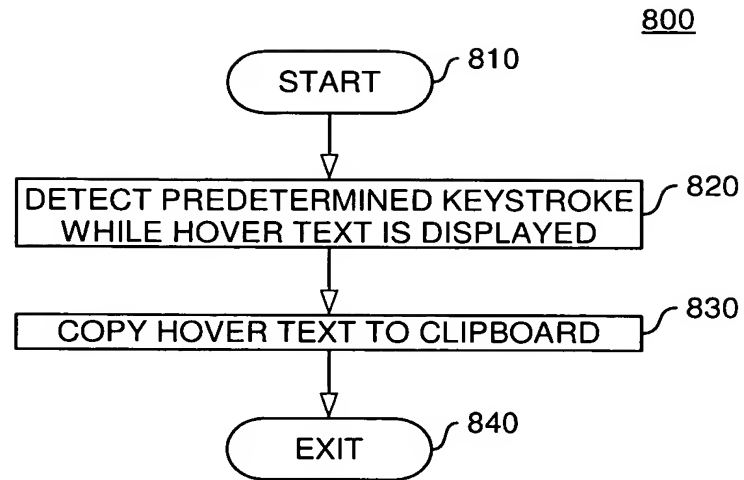 800
START
810
DETECT PREDETERMINED KEYSTROKE
WHILE HOVER TEXT IS DISPLAYED
820
COPY HOVER TEXT TO CLIPBOARD
830
EXIT
840